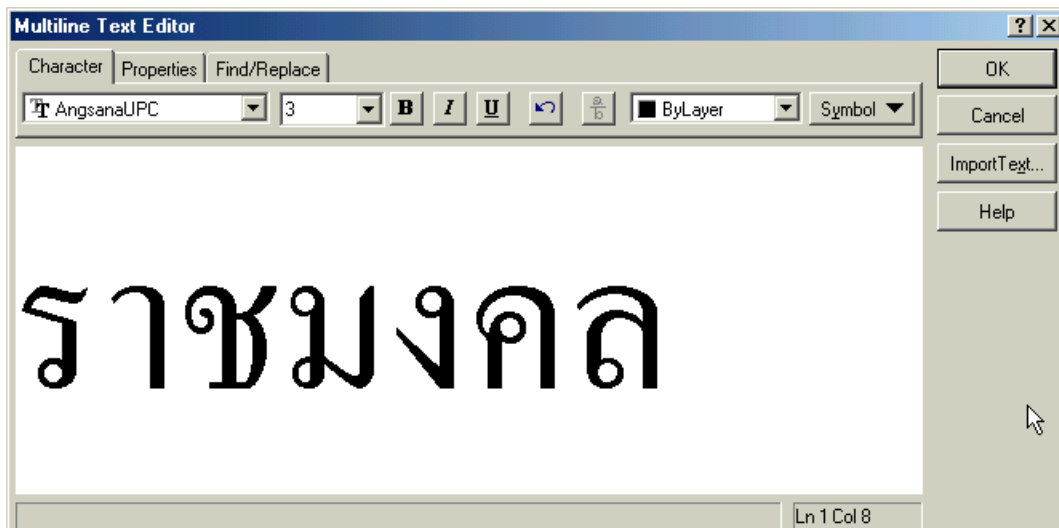 Multiline Text Editor
Character Properties Find/Replace
AngsanaUPC 3 B I U a/b ByLayer Symbol
OK
Cancel
ImportText...
Help
ราชมงคล
Ln 1 Col 8